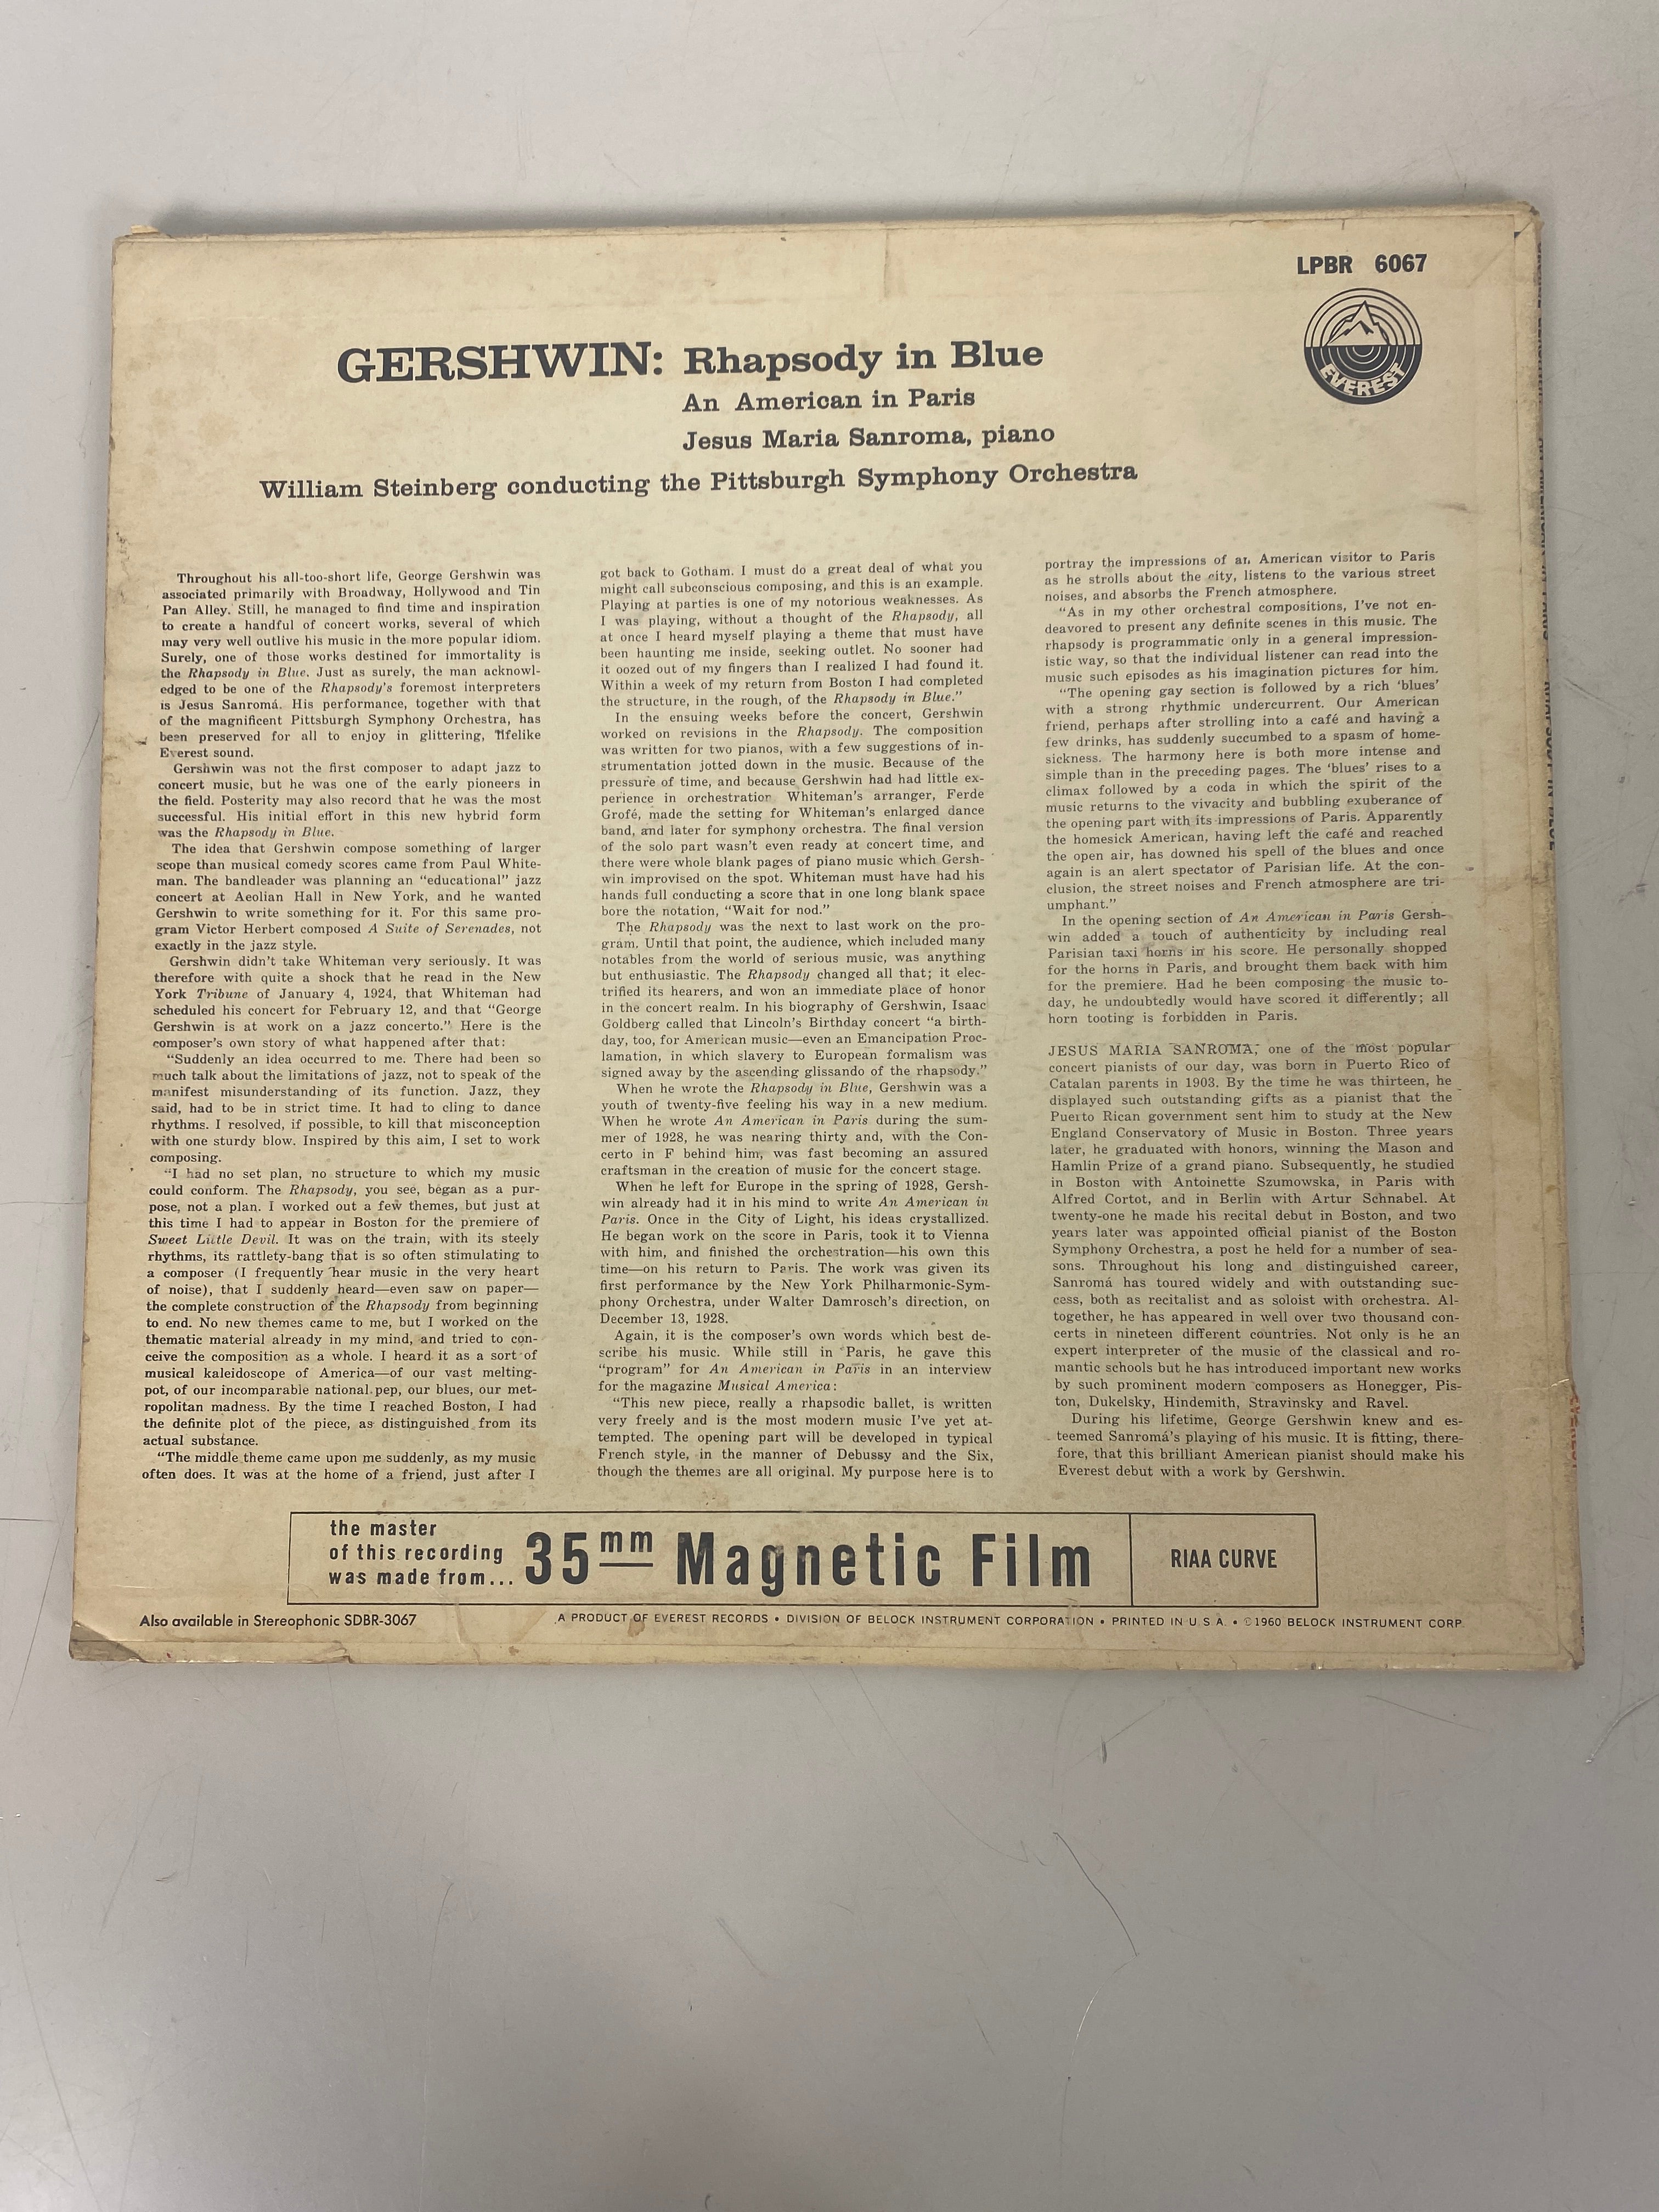 LPBR 6067
EVEREST
GERSHWIN: Rhapsody in Blue
An American in Paris
Jesus Maria Sanroma, piano
William Steinberg conducting the Pittsburgh Symphony Orchestra
Throughout his all-too-short life, George Gershwin was
associated primarily with Broadway, Hollywood and Tin
Pan Alley. Still, he managed to find time and inspiration
to create a handful of concert works, several of which
may very well outlive his music in the more popular idiom.
Surely, one of those works destined for immortality is
the Rhapsody in Blue. Just as surely, the man acknowl-
edged to be one of the Rhapsody's foremost interpreters
is Jesus Sanromá. His performance, together with that
of the magnificent Pittsburgh Symphony Orchestra, has
been preserved for all to enjoy in glittering, lifelike
Everest sound.
Gershwin was not the first composer to adapt jazz to
concert music, but he was one of the early pioneers in
the field. Posterity may also record that he was the most
successful. His initial effort in this new hybrid form
was the Rhapsody in Blue.
The idea that Gershwin compose something of larger
scope than musical comedy scores came from Paul White-
man. The bandleader was planning an "educational" jazz
concert at Aeolian Hall in New York, and he wanted
Gershwin to write something for it. For this same pro-
gram Victor Herbert composed A Suite of Serenades, not
exactly in the jazz style.
Gershwin didn't take Whiteman very seriously. It was
therefore with quite a shock that he read in the New
York Tribune of January 4, 1924, that Whiteman had
scheduled his concert for February 12, and that "George
Gershwin is at work on a jazz concerto." Here is the
composer's own story of what happened after that:
"Suddenly an idea occurred to me. There had been so
much talk about the limitations of jazz, not to speak of the
manifest misunderstanding of its function. Jazz, they
said, had to be in strict time. It had to cling to dance
rhythms. I resolved, if possible, to kill that misconception
with one sturdy blow. Inspired by this aim, I set to work
composing.
"I had no set plan, no structure to which my music
could conform. The Rhapsody, you see, began as a pur-
pose, not a plan. I worked out a few themes, but just at
this time I had to appear in Boston for the premiere of
Sweet Little Devil. It was on the train, with its steely
rhythms, its rattlety-bang that is so often stimulating to
a composer (I frequently hear music in the very heart
of noise), that I suddenly heard—even saw on paper—
the complete construction of the Rhapsody from beginning
to end. No new themes came to me, but I worked on the
thematic material already in my mind, and tried to con-
ceive the composition as a whole. I heard it as a sort of
musical kaleidoscope of America—of our vast melting-
pot, of our incomparable national pep, our blues, our met-
ropolitan madness. By the time I reached Boston, I had
the definite plot of the piece, as distinguished from its
actual substance.
"The middle theme came upon me suddenly, as my music
often does. It was at the home of a friend, just after I
got back to Gotham. I must do a great deal of what you
might call subconscious composing, and this is an example.
Playing at parties is one of my notorious weaknesses. As
I was playing, without a thought of the Rhapsody, all
at once I heard myself playing a theme that must have
been haunting me inside, seeking outlet. No sooner had
it oozed out of my fingers than I realized I had found it.
Within a week of my return from Boston I had completed
the structure, in the rough, of the Rhapsody in Blue."
In the ensuing weeks before the concert, Gershwin
worked on revisions in the Rhapsody. The composition
was written for two pianos, with a few suggestions of in-
strumentation jotted down in the music. Because of the
pressure of time, and because Gershwin had had little ex-
perience in orchestration Whiteman's arranger, Ferde
Grofé, made the setting for Whiteman's enlarged dance
band, and later for symphony orchestra. The final version
of the solo part wasn't even ready at concert time, and
there were whole blank pages of piano music which Gersh-
win improvised on the spot. Whiteman must have had his
hands full conducting a score that in one long blank space
bore the notation, "Wait for nod."
The Rhapsody was the next to last work on the pro-
gram. Until that point, the audience, which included many
notables from the world of serious music, was anything
but enthusiastic. The Rhapsody changed all that; it elec-
trified its hearers, and won an immediate place of honor
in the concert realm. In his biography of Gershwin, Isaac
Goldberg called that Lincoln's Birthday concert "a birth-
day, too, for American music—even an Emancipation Proc-
lamation, in which slavery to European formalism was
signed away by the ascending glissando of the rhapsody."
When he wrote the Rhapsody in Blue, Gershwin was a
youth of twenty-five feeling his way in a new medium.
When he wrote An American in Paris during the sum-
mer of 1928, he was nearing thirty and, with the Con-
certo in F behind him, was fast becoming an assured
craftsman in the creation of music for the concert stage.
When he left for Europe in the spring of 1928, Gersh-
win already had it in his mind to write An American in
Paris. Once in the City of Light, his ideas crystallized.
He began work on the score in Paris, took it to Vienna
with him, and finished the orchestration—his own this
time—on his return to Paris. The work was given its
first performance by the New York Philharmonic-Sym-
phony Orchestra, under Walter Damrosch's direction, on
December 13, 1928.
Again, it is the composer's own words which best de-
scribe his music. While still in Paris, he gave this
"program" for An American in Paris in an interview
for the magazine Musical America:
"This new piece, really a rhapsodic ballet, is written
very freely and is the most modern music I've yet at-
tempted. The opening part will be developed in typical
French style, in the manner of Debussy and the Six,
though the themes are all original. My purpose here is to
portray the impressions of an American visitor to Paris
as he strolls about the city, listens to the various street
noises, and absorbs the French atmosphere.
"As in my other orchestral compositions, I've not en-
deavored to present any definite scenes in this music. The
rhapsody is programmatic only in a general impression-
istic way, so that the individual listener can read into the
music such episodes as his imagination pictures for him.
"The opening gay section is followed by a rich 'blues'
with a strong rhythmic undercurrent. Our American
friend, perhaps after strolling into a café and having a
few drinks, has suddenly succumbed to a spasm of home-
sickness. The harmony here is both more intense and
simple than in the preceding pages. The 'blues' rises to a
climax followed by a coda in which the spirit of the
music returns to the vivacity and bubbling exuberance of
the opening part with its impressions of Paris. Apparently
the homesick American, having left the café and reached
the open air, has downed his spell of the blues and once
again is an alert spectator of Parisian life. At the con-
clusion, the street noises and French atmosphere are tri-
umphant."
In the opening section of An American in Paris Gersh-
win added a touch of authenticity by including real
Parisian taxi horns in his score. He personally shopped
for the horns in Paris, and brought them back with him
for the premiere. Had he been composing the music to-
day, he undoubtedly would have scored it differently; all
horn tooting is forbidden in Paris.
JESUS MARIA SANROMA, one of the most popular
concert pianists of our day, was born in Puerto Rico of
Catalan parents in 1903. By the time he was thirteen, he
displayed such outstanding gifts as a pianist that the
Puerto Rican government sent him to study at the New
England Conservatory of Music in Boston. Three years
later, he graduated with honors, winning the Mason and
Hamlin Prize of a grand piano. Subsequently, he studied
in Boston with Antoinette Szumowska, in Paris with
Alfred Cortot, and in Berlin with Artur Schnabel. At
twenty-one he made his recital debut in Boston, and two
years later was appointed official pianist of the Boston
Symphony Orchestra, a post he held for a number of sea-
sons. Throughout his long and distinguished career,
Sanromá has toured widely and with outstanding suc-
cess, both as recitalist and as soloist with orchestra. Al-
together, he has appeared in well over two thousand con-
certs in nineteen different countries. Not only is he an
expert interpreter of the music of the classical and ro-
mantic schools but he has introduced important new works
by such prominent modern composers as Honegger, Pis-
ton, Dukelsky, Hindemith, Stravinsky and Ravel.
During his lifetime, George Gershwin knew and es-
teemed Sanromá's playing of his music. It is fitting, there-
fore, that this brilliant American pianist should make his
Everest debut with a work by Gershwin.
the master
of this recording
was made from...
35mm Magnetic Film
RIAA CURVE
Also available in Stereophonic SDBR-3067
A PRODUCT OF EVEREST RECORDS • DIVISION OF BELOCK INSTRUMENT CORPORATION • PRINTED IN U.S.A. • ©1960 BELOCK INSTRUMENT CORP.